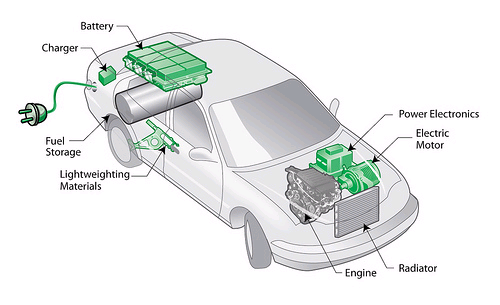 Battery
Charger
Fuel
Storage
Lightweighting
Materials
Power Electronics
Electric
Motor
Engine
Radiator